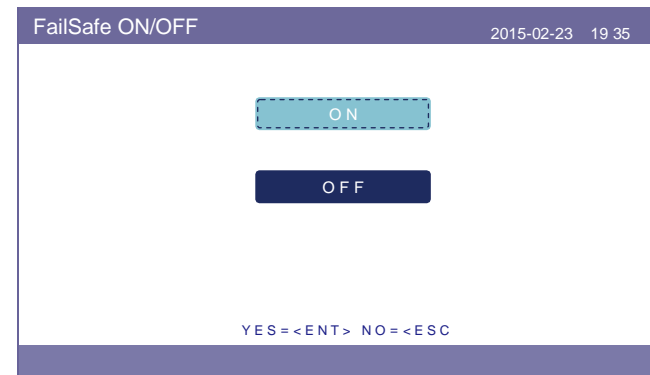 FailSafe ON/OFF
2015-02-23 19 35
ON
OFF
YES=<ENT> NO=<ESC